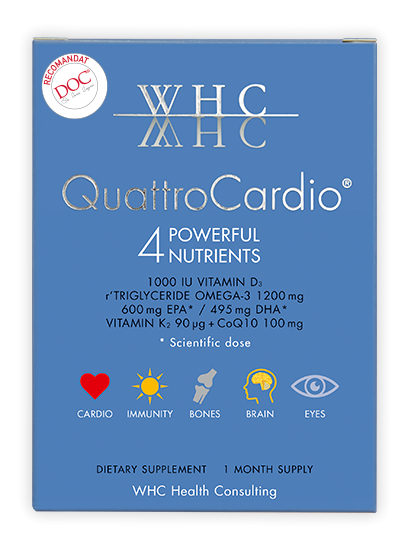 RECOMANDAT
DOC®
WHC
QuattroCardio®
4 POWERFUL
NUTRIENTS
1000 IU VITAMIN D₃
r'TRIGLYCERIDE OMEGA-3 1200 mg
600 mg EPA* / 495 mg DHA*
VITAMIN K₂ 90 µg + CoQ10 100 mg
* Scientific dose
CARDIO IMMUNITY BONES BRAIN EYES
DIETARY SUPPLEMENT 1 MONTH SUPPLY
WHC Health Consulting